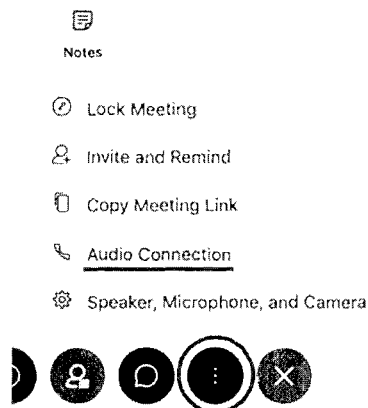 Notes
Lock Meeting
Invite and Remind
Copy Meeting Link
Audio Connection
Speaker, Microphone, and Camera